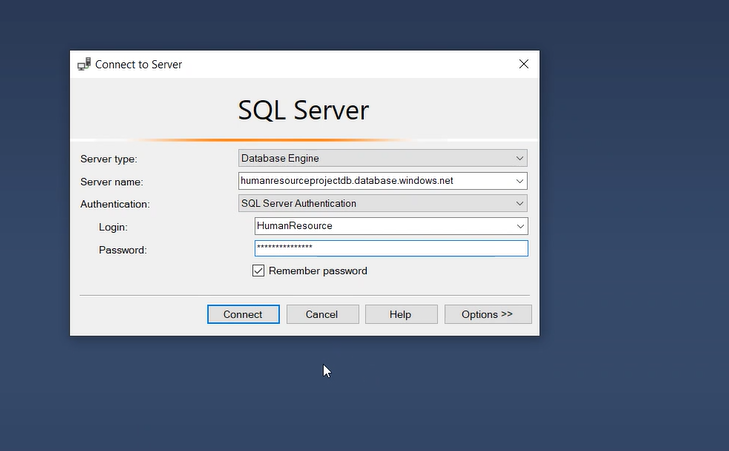 Connect to Server
SQL Server
Server type: Database Engine
Server name: humanresourceprojectdb.database.windows.net
Authentication: SQL Server Authentication
Login: HumanResource
Password: ***************
Remember password
Connect Cancel Help Options >>